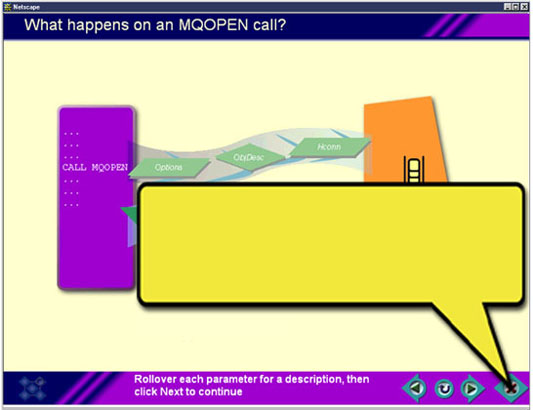 Netscape
What happens on an MQOPEN call?
...
...
...
CALL MQOPEN
...
...
...
Options
ObjDesc
Hconn
Rollover each parameter for a description, then
click Next to continue